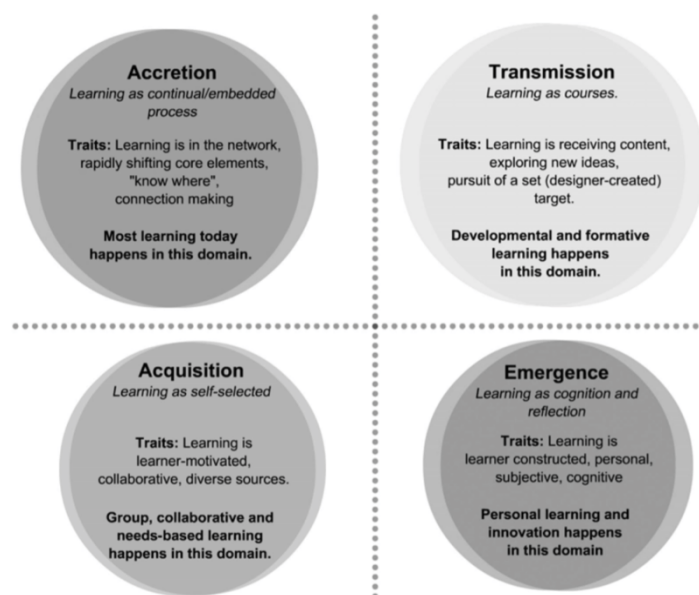 Accretion
Learning as continual/embedded
process
Traits: Learning is in the network,
rapidly shifting core elements,
"know where",
connection making
Most learning today
happens in this domain.
Transmission
Learning as courses.
Traits: Learning is receiving content,
exploring new ideas,
pursuit of a set (designer-created)
target.
Developmental and formative
learning happens
in this domain.
Acquisition
Learning as self-selected
Traits: Learning is
learner-motivated,
collaborative, diverse sources.
Group, collaborative and
needs-based learning
happens in this domain.
Emergence
Learning as cognition and
reflection
Traits: Learning is
learner constructed, personal,
subjective, cognitive
Personal learning and
innovation happens
in this domain